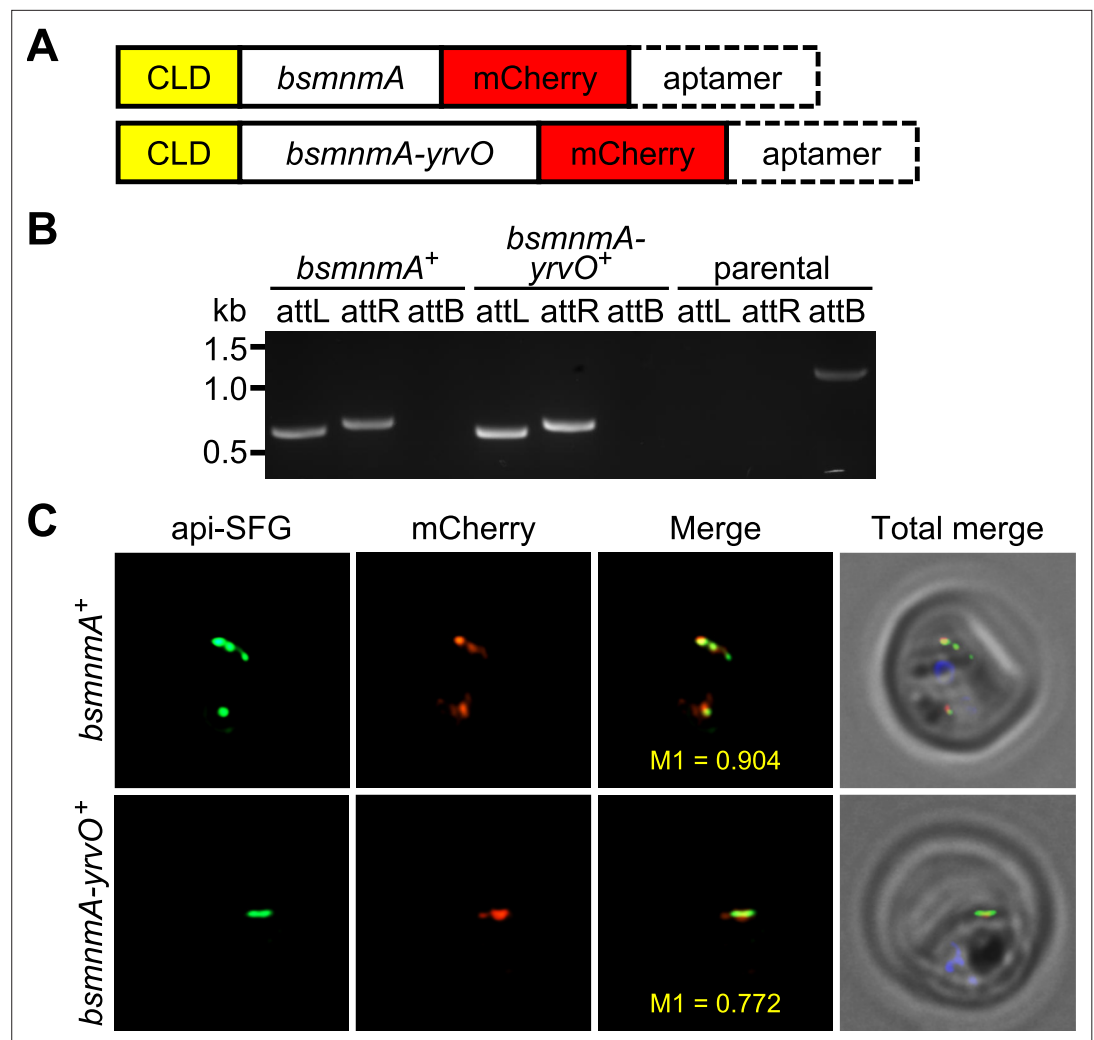 A
CLD bsmnmA mCherry aptamer
CLD bsmnmA-yrvO mCherry aptamer
B
bsmnmA+ bsmnmA-
yrvO+ parental
kb attL attR attB attL attR attB attL attR attB
1.5
1.0
0.5
C
api-SFG mCherry Merge Total merge
bsmnmA+
M1 = 0.904
bsmnmA-yrvO+
M1 = 0.772